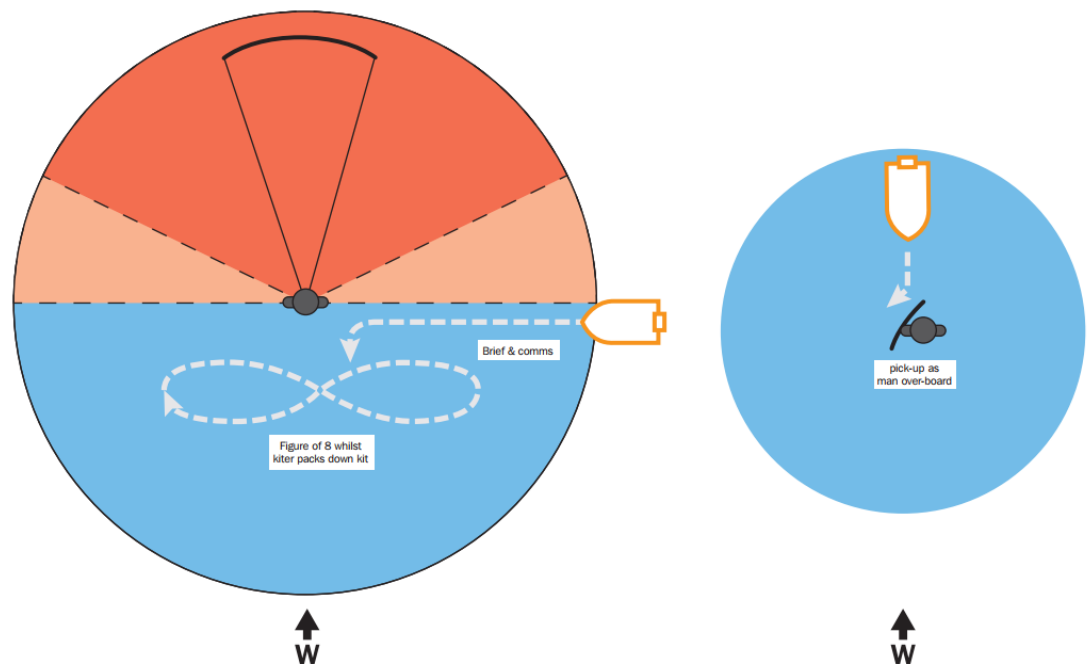 Brief & comms
pick-up as
man over-board
Figure of 8 whilst
kiter packs down kit
W
W